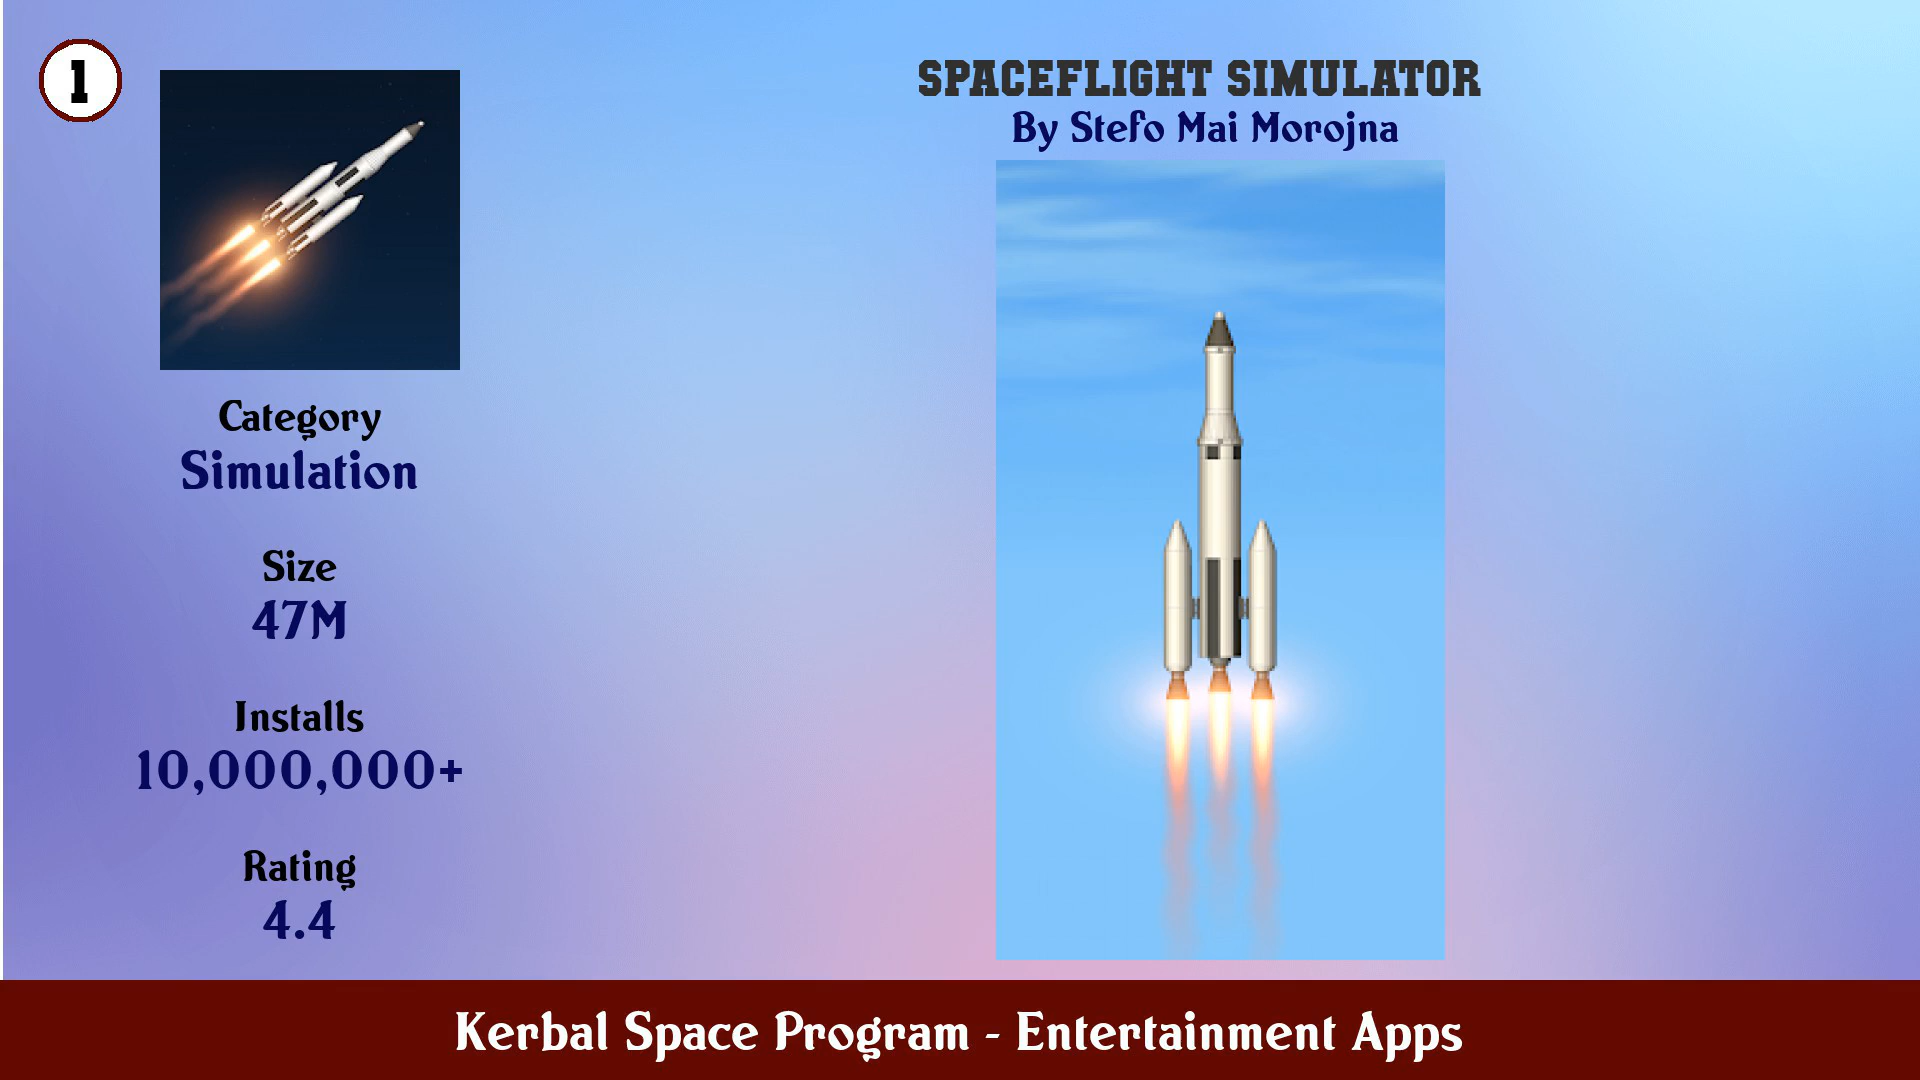 1
SPACEFLIGHT SIMULATOR
By Stefo Mai Morojna
Category
Simulation
Size
47M
Installs
10,000,000+
Rating
4.4
Kerbal Space Program - Entertainment Apps